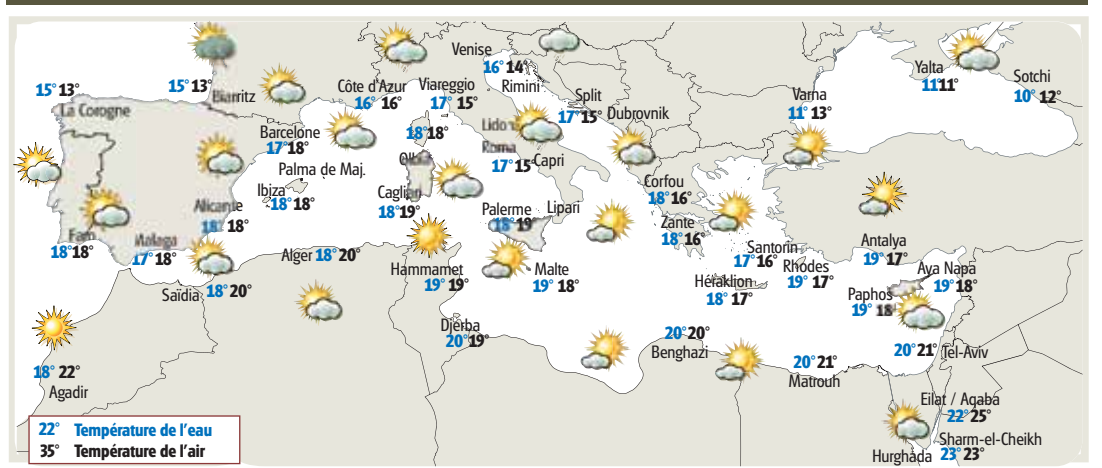 Venise
16° 14°
Rimini
Yalta
11° 11°
Sotchi
10° 12°
15° 13°
La Corogne
15° 13°
Biarritz
Côte d'Azur
16° 16°
Viareggio
17° 15°
Split
17° 15°
Dubrovnik
Varna
11° 13°
Barcelone
17° 18°
18° 18°
Olbia
Lido
Roma
17° 15°
Capri
Palma de Maj.
Ibiza
18° 18°
Cagliari
18° 19°
Palerme
18° 19°
Lipari
Corfou
18° 16°
Zante
18° 16°
Alicante
18° 18°
Faro
18° 18°
Malaga
17° 18°
Alger 18° 20°
Saïdia 18° 20°
Hammamet
19° 19°
Malte
19° 18°
Santorin
17° 16°
Rhodes
19° 17°
Héraklion
18° 17°
Antalya
19° 17°
Aya Napa
19° 18°
Paphos
19° 18
Djerba
20° 19°
20° 20°
Benghazi
20° 21°
Matrouh
20° 21° Tel-Aviv
18° 22°
Agadir
Eilat / Aqaba
22° 25°
Sharm-el-Cheikh
23° 23°
Hurghada
22° Température de l'eau
35° Température de l'air